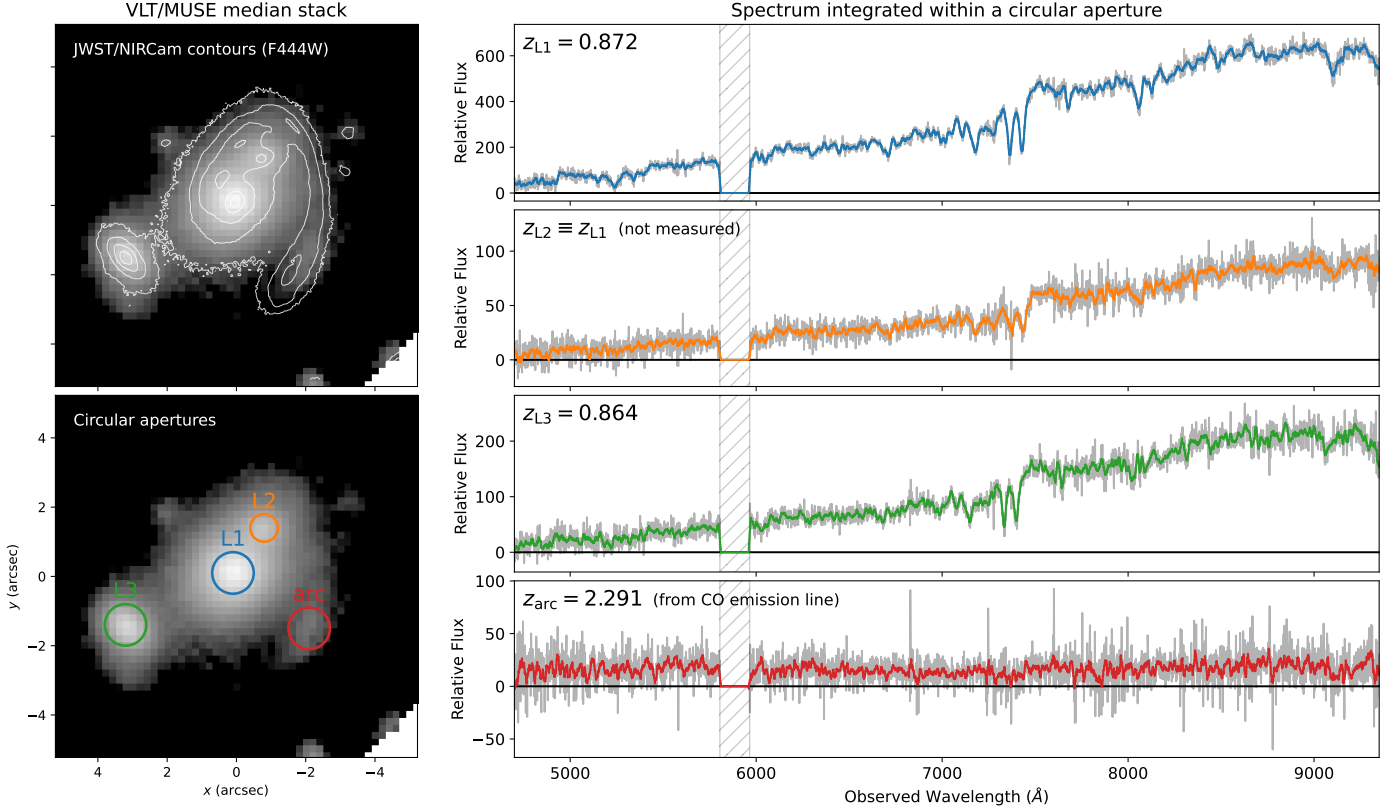 VLT/MUSE median stack
JWST/NIRCam contours (F444W)
Circular apertures
L2
L1
L3
arc
4
2
0
−2
−4
y (arcsec)
4
2
0
−2
−4
x (arcsec)
Spectrum integrated within a circular aperture
z_L1 = 0.872
600
400
200
0
Relative Flux
z_L2 ≡ z_L1 (not measured)
100
50
0
Relative Flux
z_L3 = 0.864
200
100
0
Relative Flux
z_arc = 2.291 (from CO emission line)
100
50
0
−50
Relative Flux
5000
6000
7000
8000
9000
Observed Wavelength (Å)